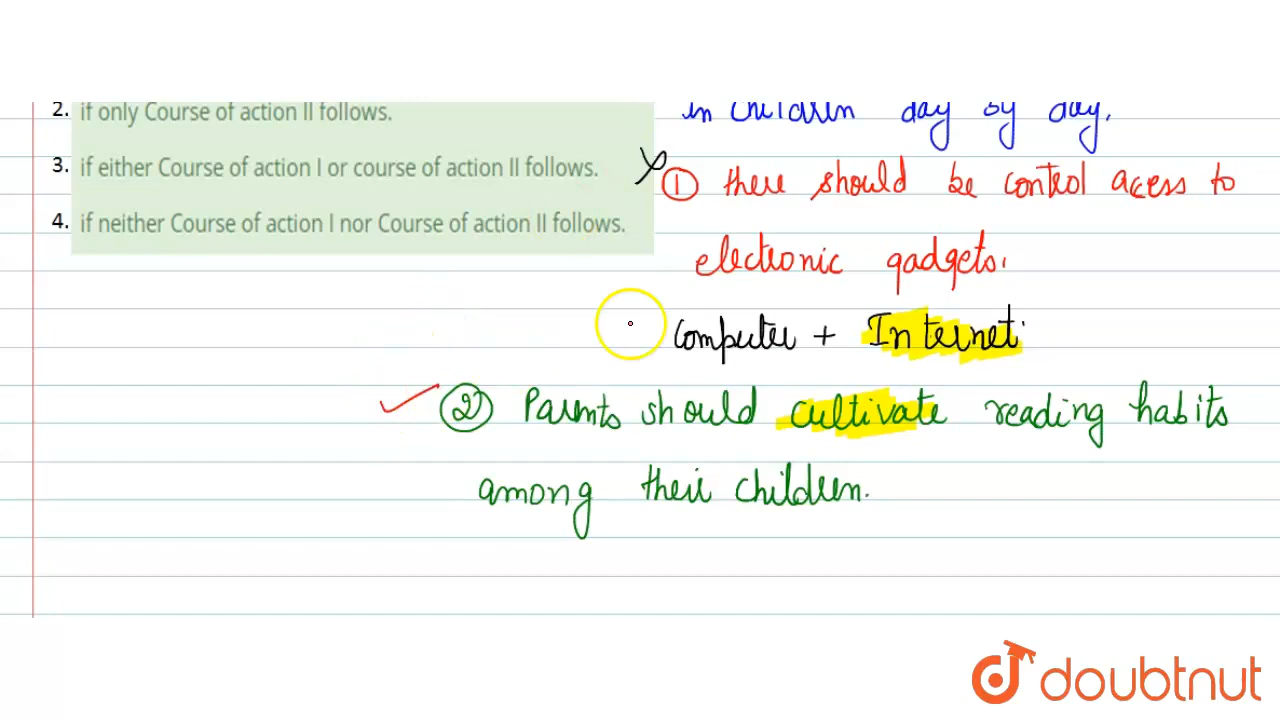 2. if only Course of action II follows.
in children day by day.
3. if either Course of action I or course of action II follows.
① there should be control acess to
4. if neither Course of action I nor Course of action II follows.
electronic gadgets.
Computer + Internet.
② Parents should cultivate reading habits
among their children.
doubtnut